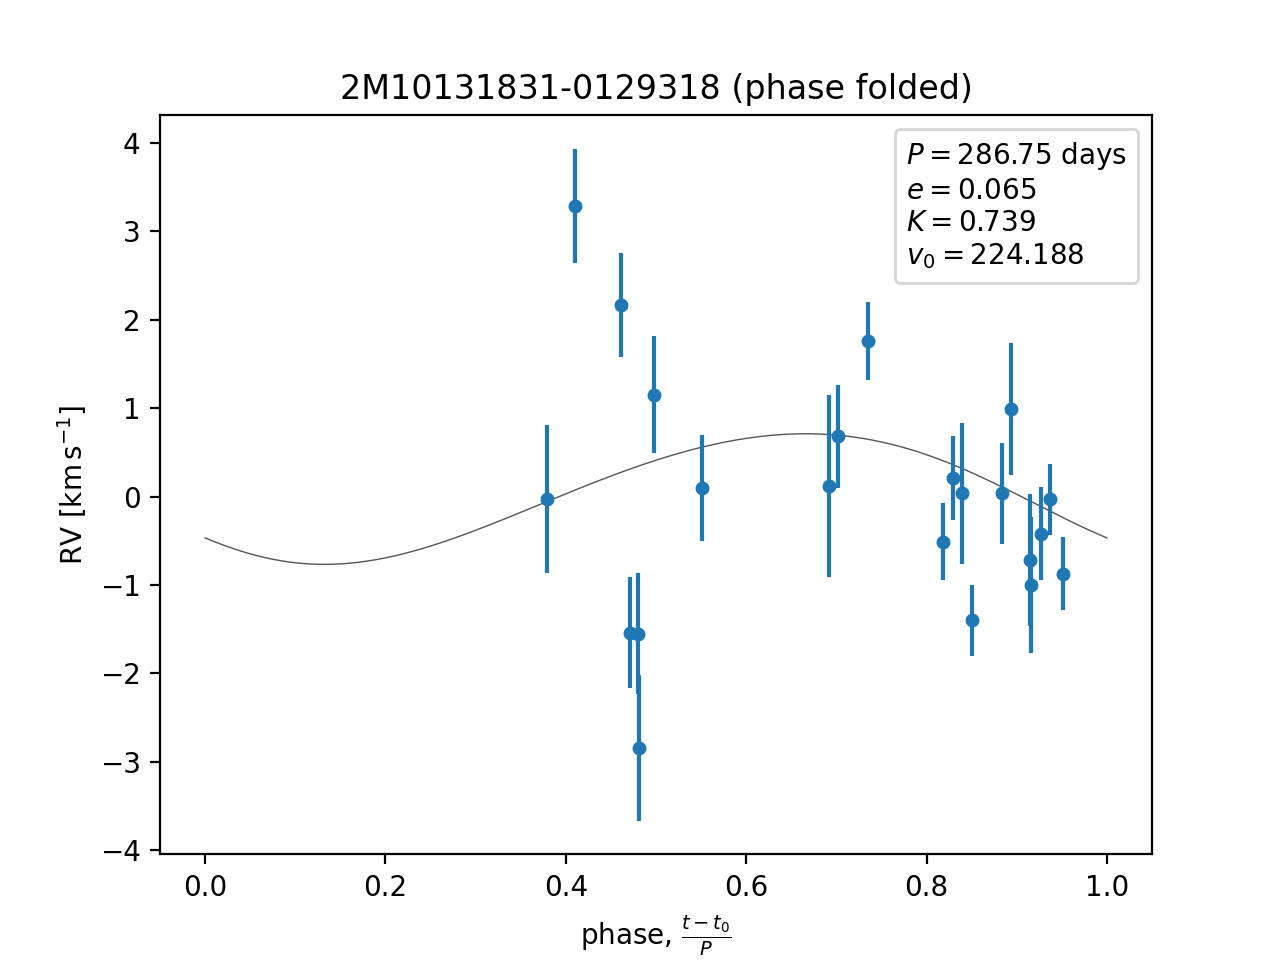 2M10131831-0129318 (phase folded)
P = 286.75 days
e = 0.065
K = 0.739
v₀ = 224.188
4
3
2
1
0
−1
−2
−3
−4
RV [km s⁻¹]
0.0 0.2 0.4 0.6 0.8 1.0
phase, (t − t₀)/P